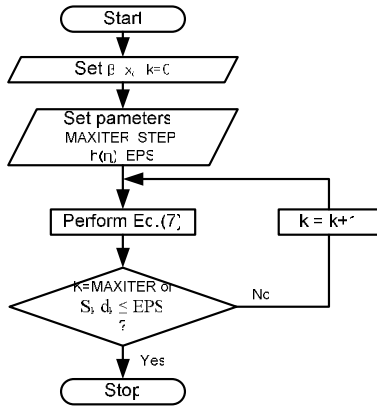 Start
Set β x, k=0
Set pameters
MAXITER STEP
EPS
Perform Eq.(7)
k = k+1
K=MAXITER or
S, d, ≤ EPS
?
No
Yes
Stop